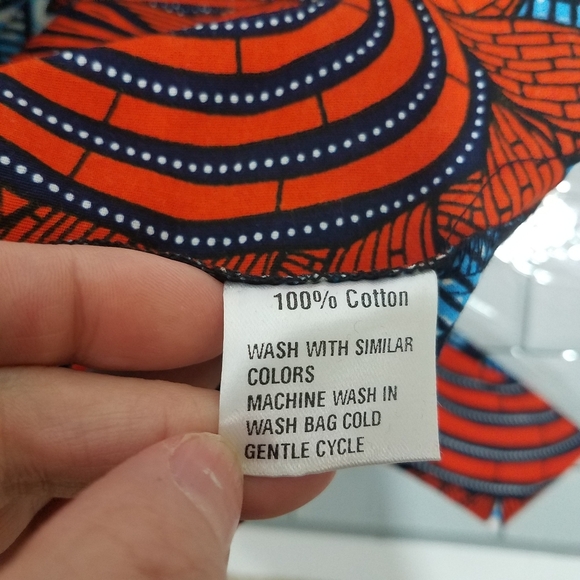 100% Cotton
WASH WITH SIMILAR
COLORS
MACHINE WASH IN
WASH BAG COLD
GENTLE CYCLE